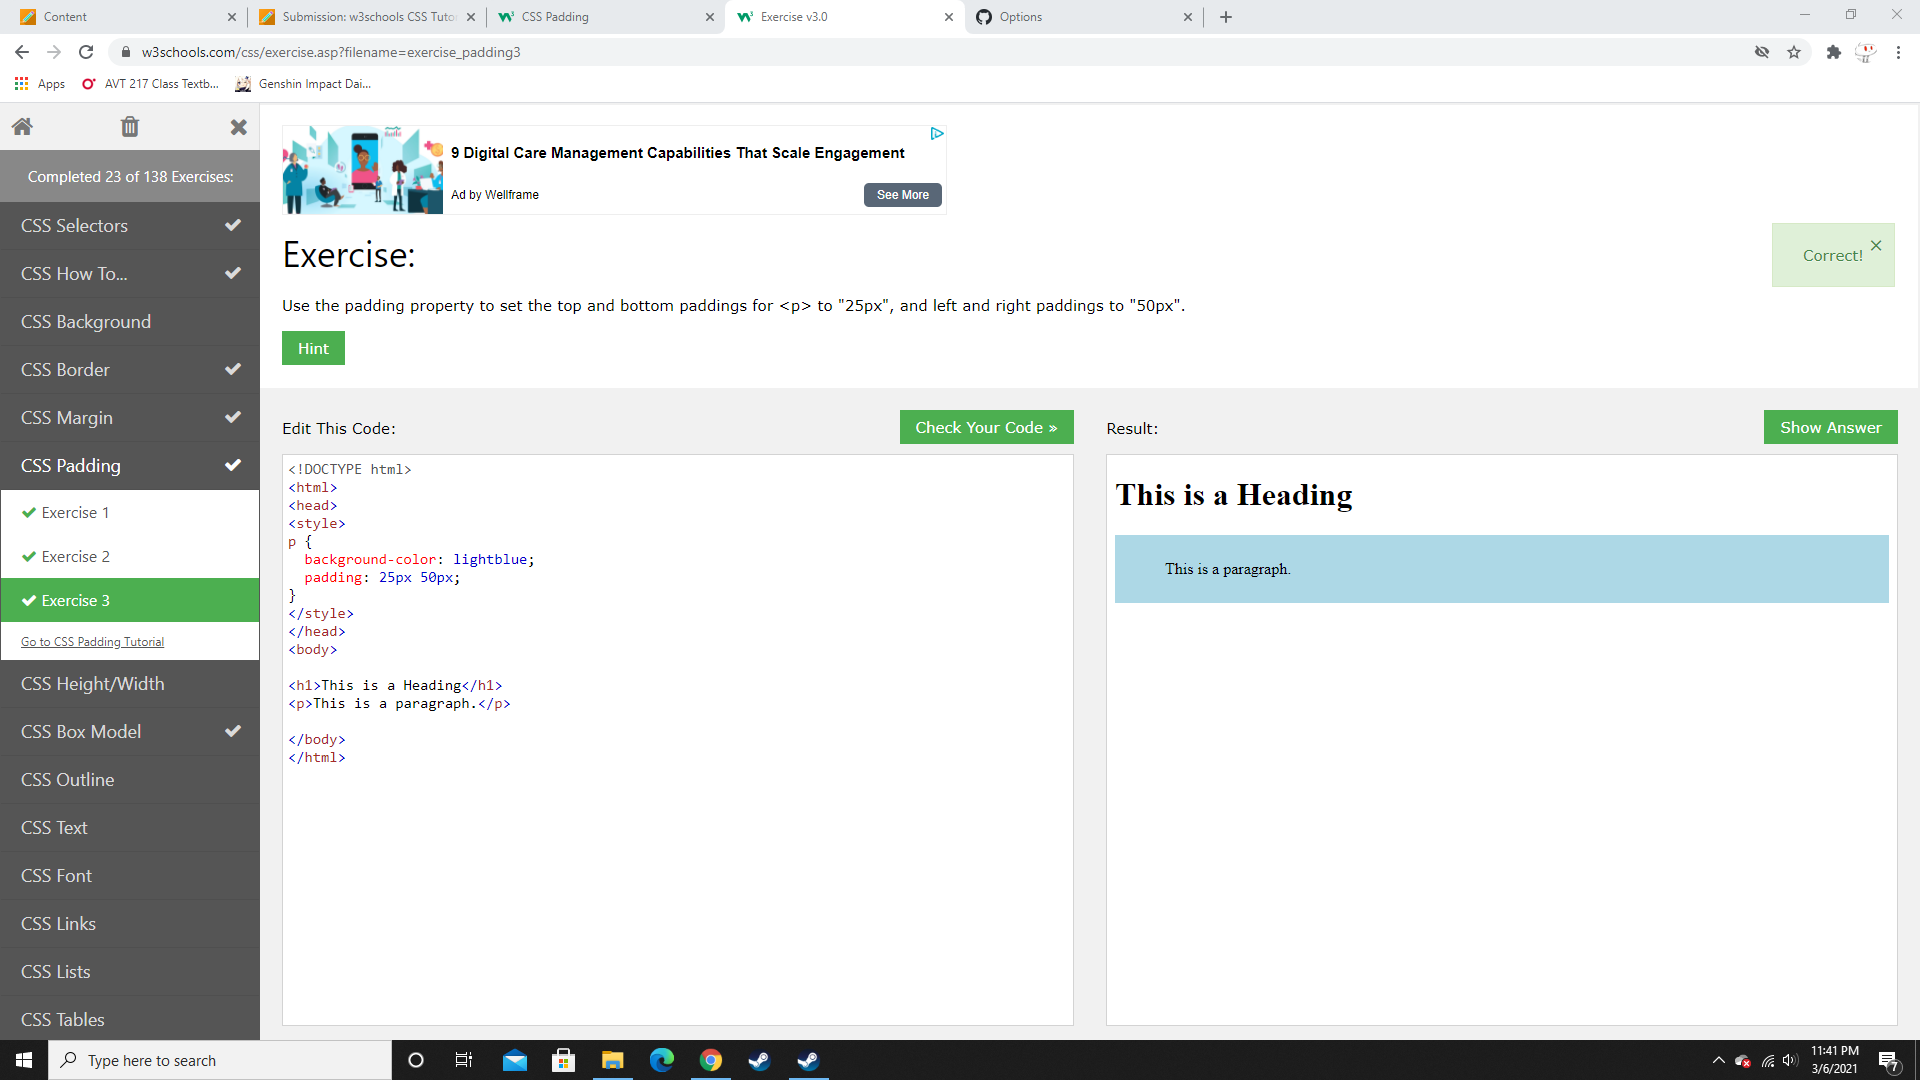 Content
Submission: w3schools CSS Tuto
CSS Padding
Exercise v3.0
Options
w3schools.com/css/exercise.asp?filename=exercise_padding3
Apps
AVT 217 Class Textb...
Genshin Impact Dai...
9 Digital Care Management Capabilities That Scale Engagement
Ad by Wellframe
See More
Completed 23 of 138 Exercises:
CSS Selectors
CSS How To...
CSS Background
CSS Border
CSS Margin
CSS Padding
Exercise 1
Exercise 2
Exercise 3
Go to CSS Padding Tutorial
CSS Height/Width
CSS Box Model
CSS Outline
CSS Text
CSS Font
CSS Links
CSS Lists
CSS Tables
Exercise:
Correct!
Use the padding property to set the top and bottom paddings for <p> to "25px", and left and right paddings to "50px".
Hint
Edit This Code:
Check Your Code »
<!DOCTYPE html>
<html>
<head>
<style>
p {
  background-color: lightblue;
  padding: 25px 50px;
}
</style>
</head>
<body>
<h1>This is a Heading</h1>
<p>This is a paragraph.</p>
</body>
</html>
Result:
Show Answer
This is a Heading
This is a paragraph.
Type here to search
11:41 PM
3/6/2021
7